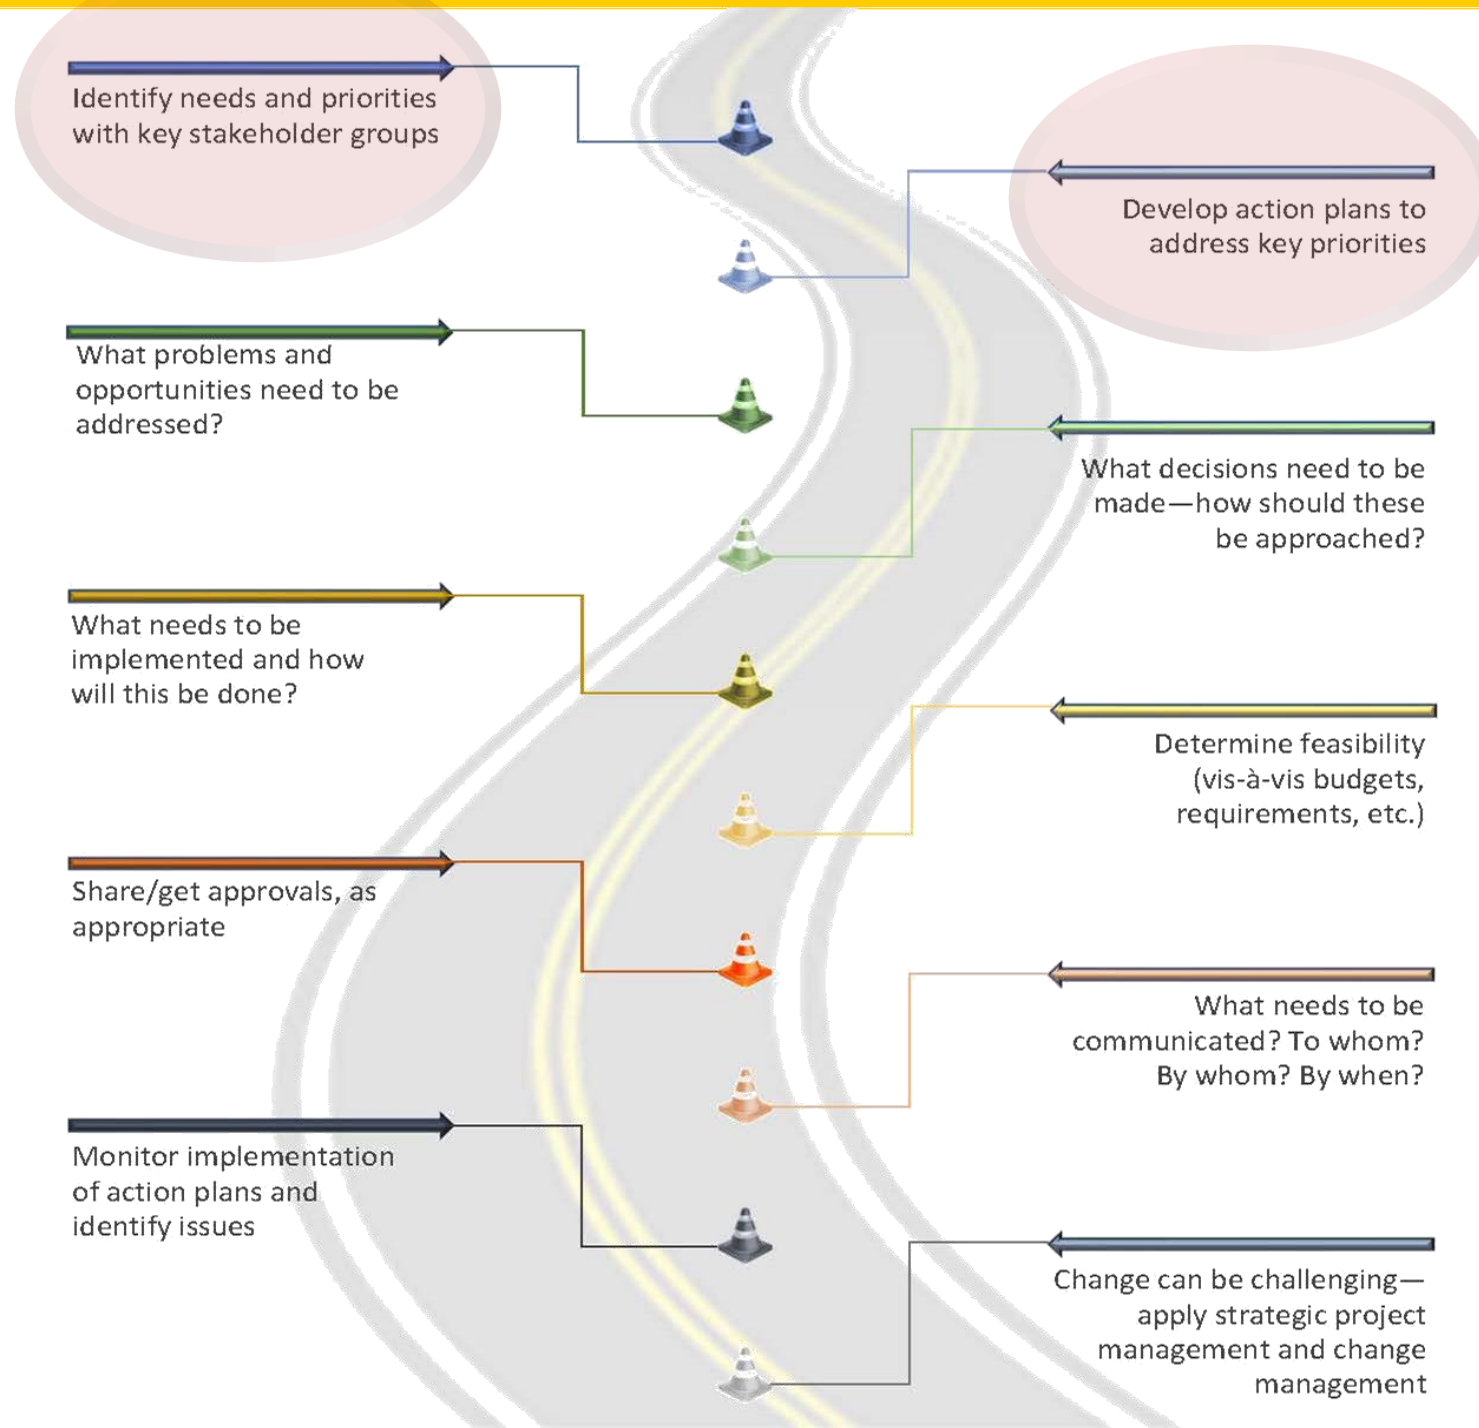 Identify needs and priorities
with key stakeholder groups
Develop action plans to
address key priorities
What problems and
opportunities need to be
addressed?
What decisions need to be
made—how should these
be approached?
What needs to be
implemented and how
will this be done?
Determine feasibility
(vis-à-vis budgets,
requirements, etc.)
Share/get approvals, as
appropriate
What needs to be
communicated? To whom?
By whom? By when?
Monitor implementation
of action plans and
identify issues
Change can be challenging—
apply strategic project
management and change
management